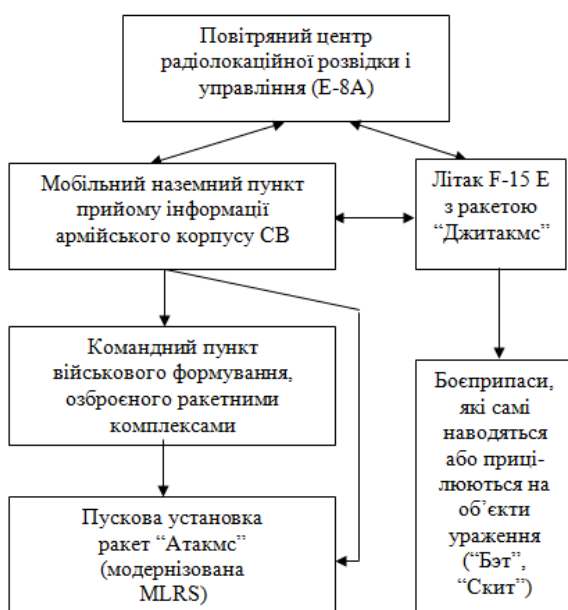 Повітряний центр
радіолокаційної розвідки і
управління (Е-8А)
Мобільний наземний пункт
прийому інформації
армійського корпусу СВ
Літак F-15 E
з ракетою
“Джитакмс”
Командний пункт
військового формування,
озброєного ракетними
комплексами
Боєприпаси,
які самі
наводяться
або прицi-
люються на
об’єкти
ураження
(“Бэт”,
“Скит”)
Пускова установка
ракет “Атакмс”
(модернізована
MLRS)